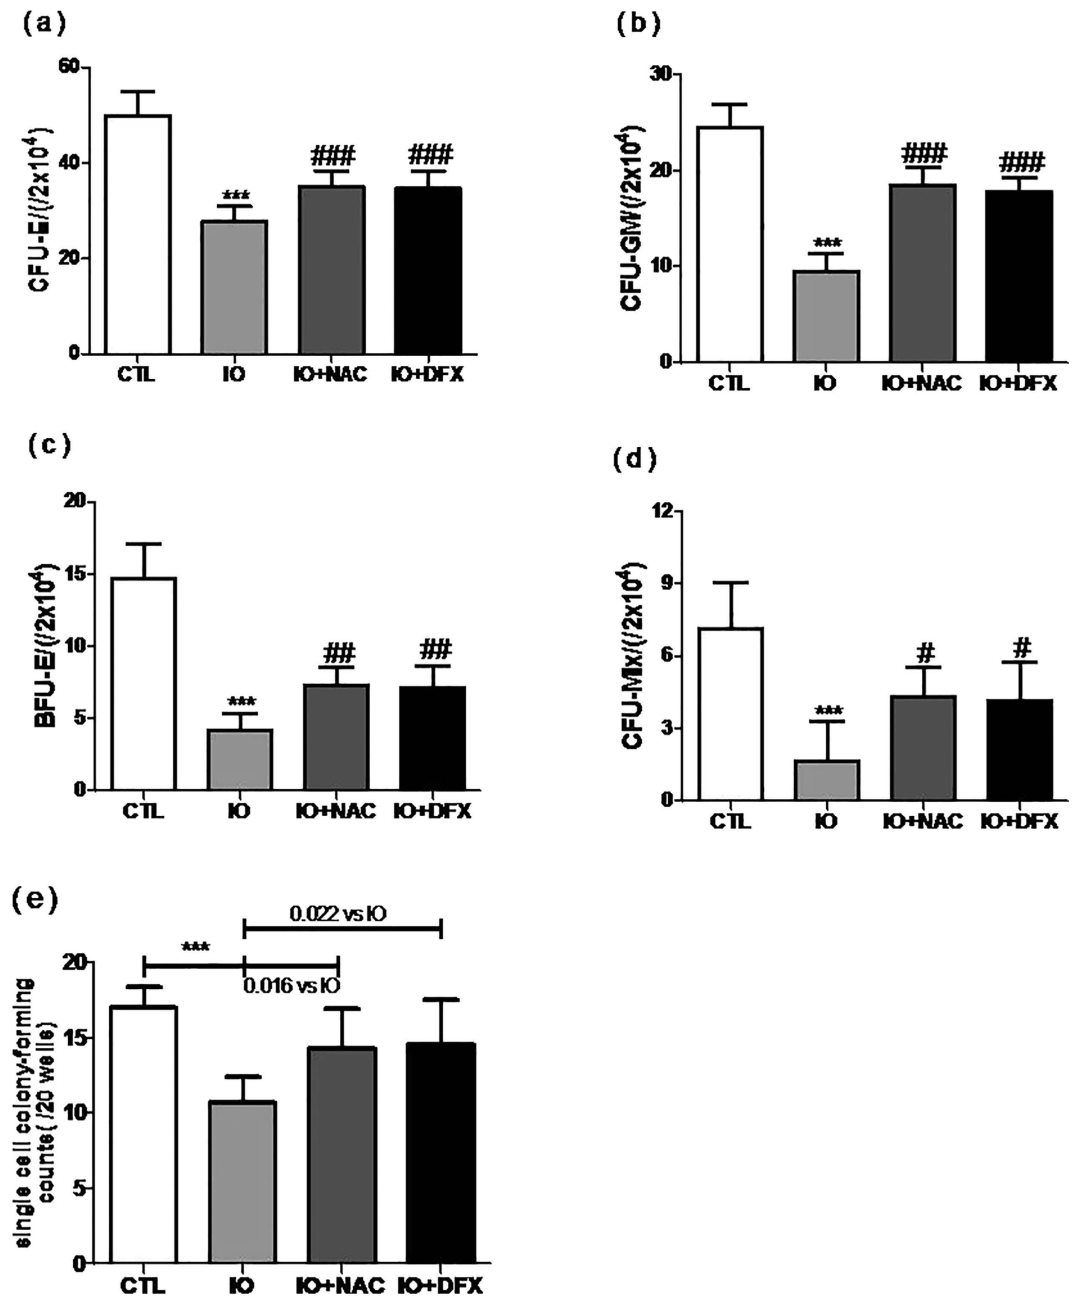 (a)
60
40
20
0
CFU-E/(/2x10⁴)
***
###
###
CTL IO IO+NAC IO+DFX
(b)
30
20
10
0
CFU-GM/(/2x10⁴)
***
###
###
CTL IO IO+NAC IO+DFX
(c)
20
15
10
5
0
BFU-E/(/2x10⁴)
***
##
##
CTL IO IO+NAC IO+DFX
(d)
12
9
6
3
0
CFU-Mix/(/2x10⁴)
***
#
#
CTL IO IO+NAC IO+DFX
(e)
0.022 vs IO
***
0.016 vs IO
20
15
10
5
0
single cell colony-forming
counts( /20 wells)
CTL IO IO+NAC IO+DFX